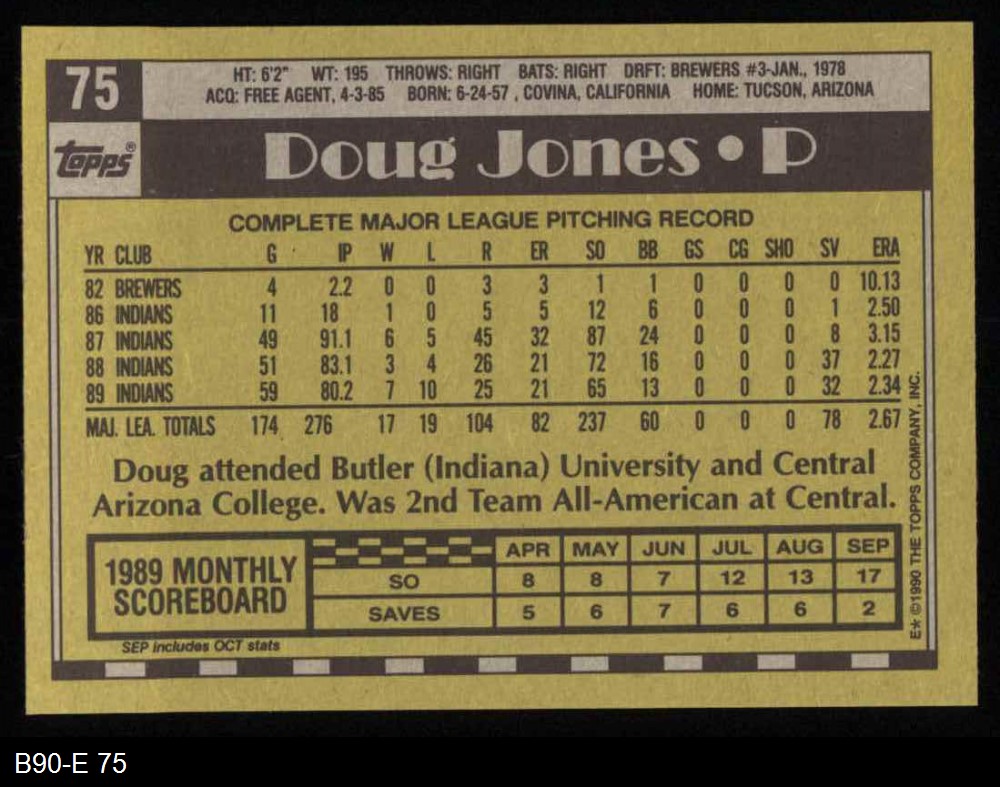 75
HT: 6'2" WT: 195 THROWS: RIGHT BATS: RIGHT DRFT: BREWERS #3-JAN., 1978
ACQ: FREE AGENT, 4-3-85 BORN: 6-24-57 , COVINA, CALIFORNIA HOME: TUCSON, ARIZONA
topps®
Doug Jones • P
COMPLETE MAJOR LEAGUE PITCHING RECORD
YR CLUB G IP W L R ER SO BB GS CG SHO SV ERA
82 BREWERS 4 2.2 0 0 3 3 1 1 0 0 0 0 10.13
86 INDIANS 11 18 1 0 5 5 12 6 0 0 0 1 2.50
87 INDIANS 49 91.1 6 5 45 32 87 24 0 0 0 8 3.15
88 INDIANS 51 83.1 3 4 26 21 72 16 0 0 0 37 2.27
89 INDIANS 59 80.2 7 10 25 21 65 13 0 0 0 32 2.34
MAJ. LEA. TOTALS 174 276 17 19 104 82 237 60 0 0 0 78 2.67
Doug attended Butler (Indiana) University and Central
Arizona College. Was 2nd Team All-American at Central.
1989 MONTHLY
SCOREBOARD
APR MAY JUN JUL AUG SEP
SO 8 8 7 12 13 17
SAVES 5 6 7 6 6 2
SEP includes OCT stats
E* ©1990 THE TOPPS COMPANY, INC.
B90-E 75